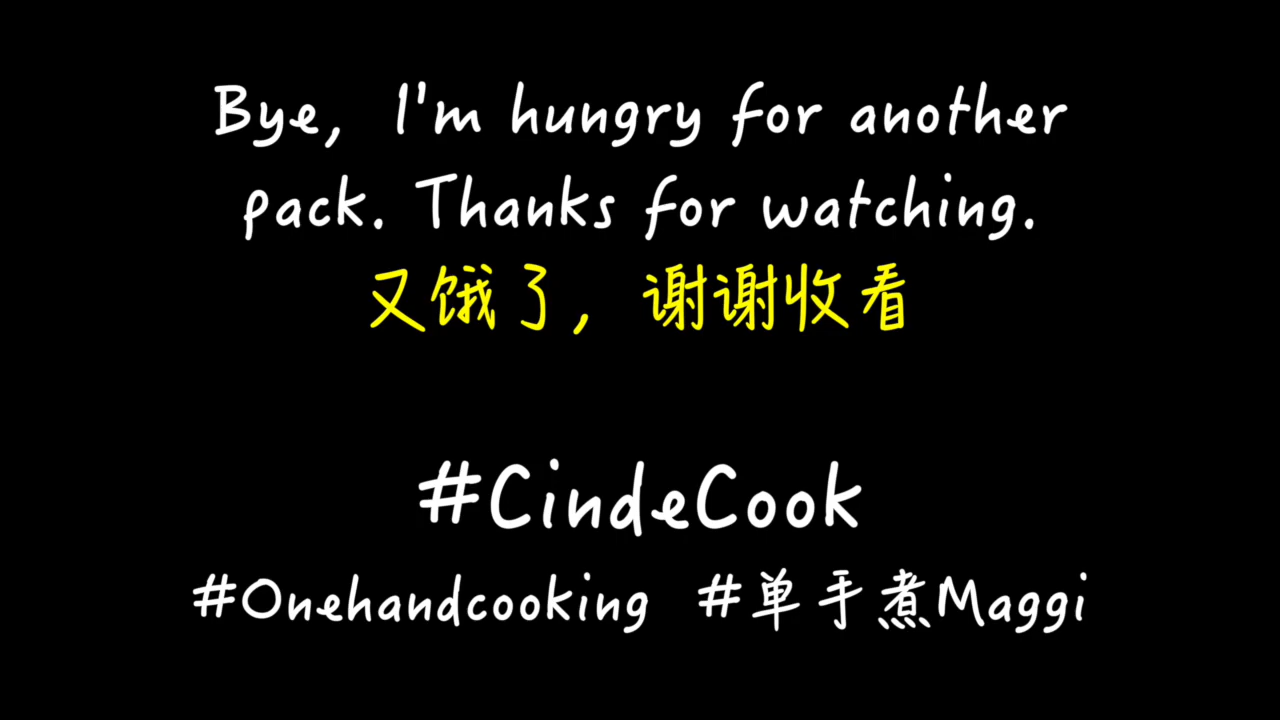 Bye, I'm hungry for another
pack. Thanks for watching.
又饿了，谢谢收看
#CindeCook
#Onehandcooking #单手煮Maggi